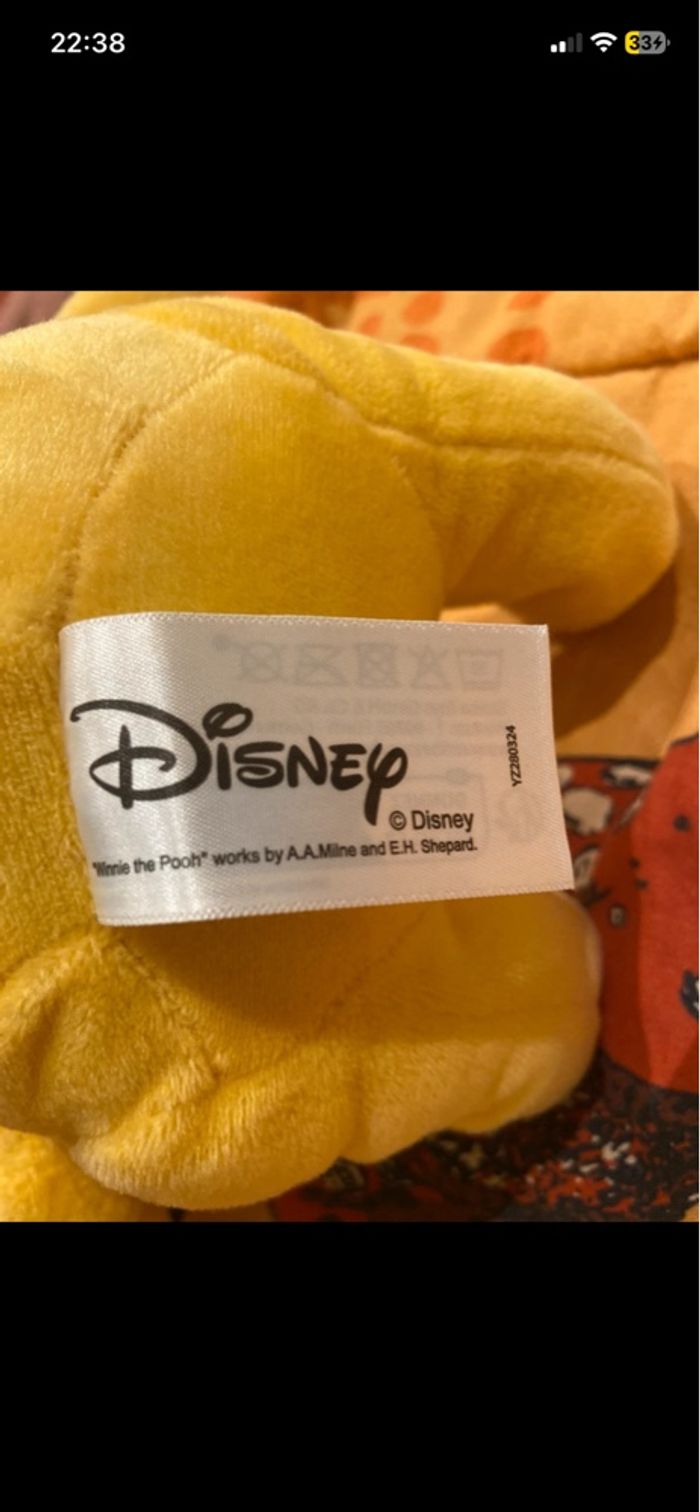 22:38
33
Disney
© Disney
"Winnie the Pooh" works by A.A.Milne and E.H. Shepard.
YZ280324